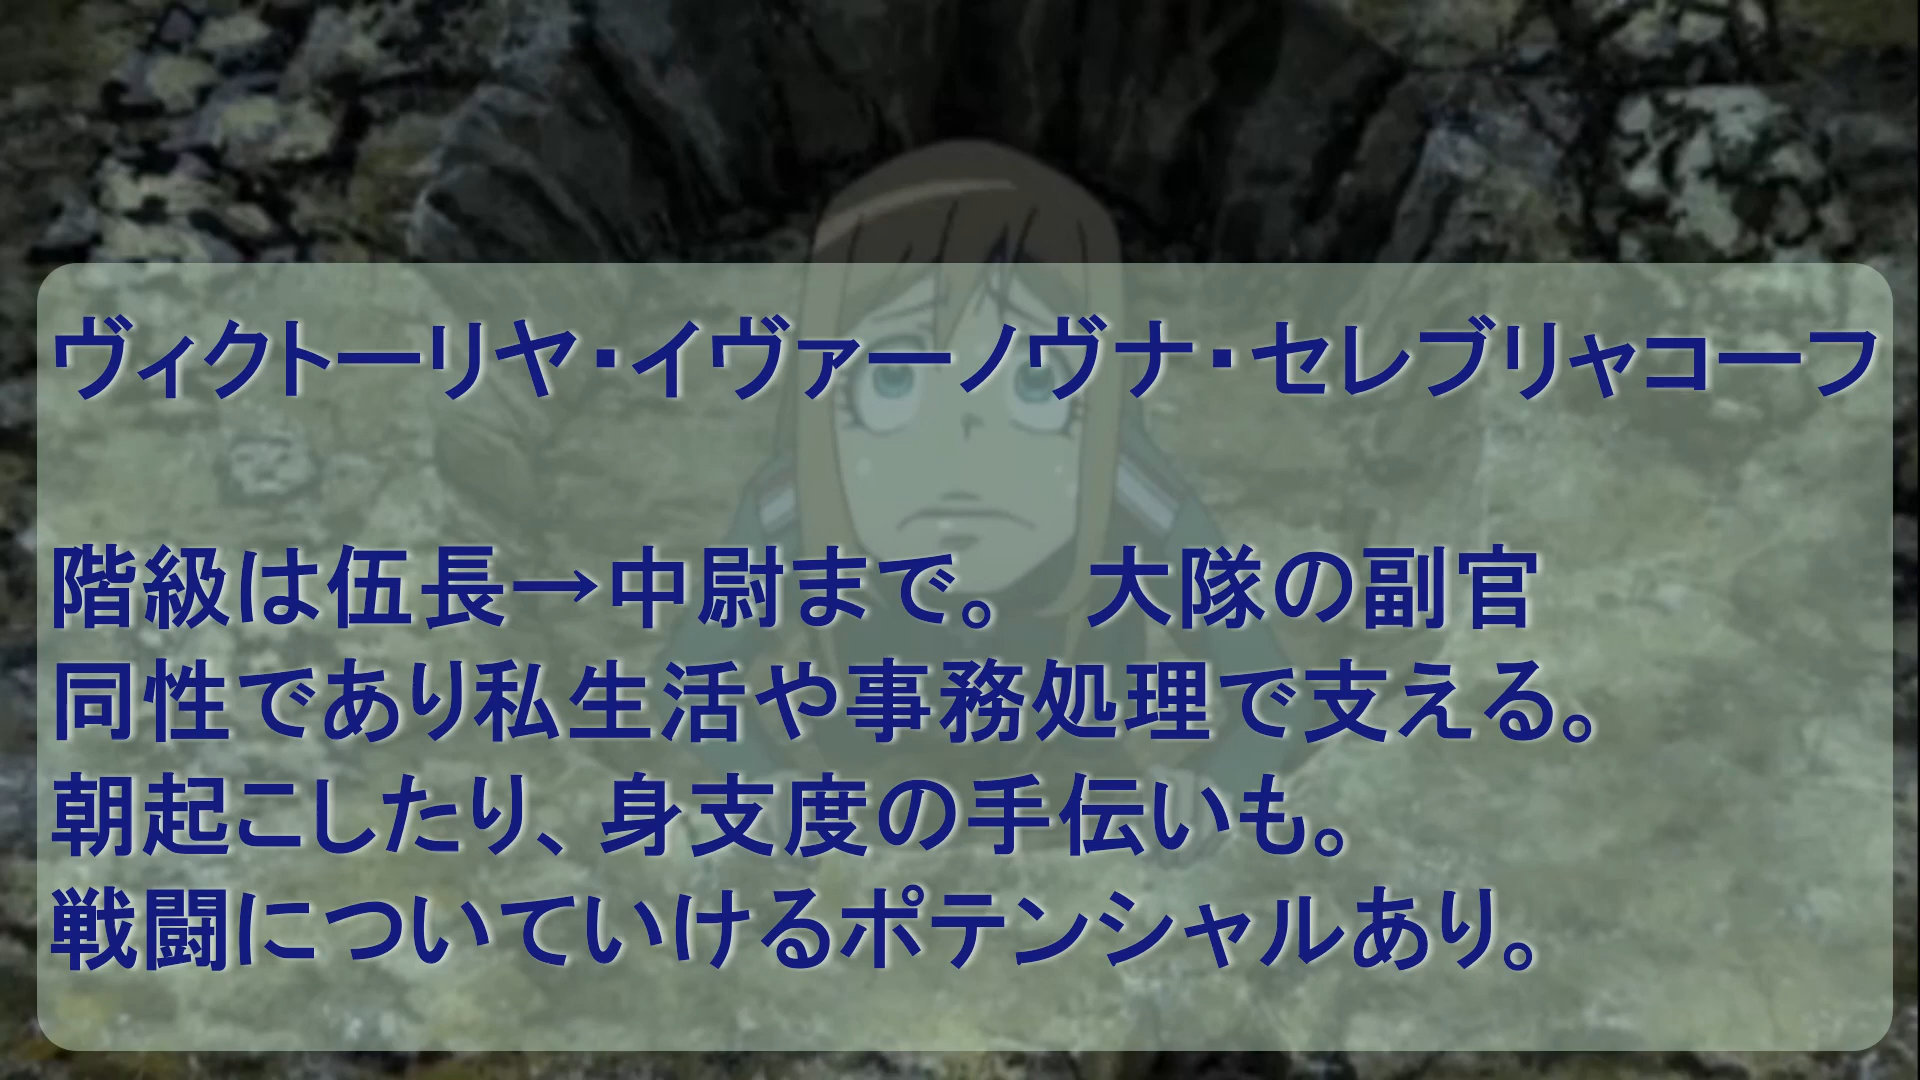 ヴィクトーリヤ・イヴァーノヴナ・セレブリャコーフ
階級は伍長→中尉まで。　大隊の副官
同性であり私生活や事務処理で支える。
朝起こしたり、身支度の手伝いも。
戦闘についていけるポテンシャルあり。